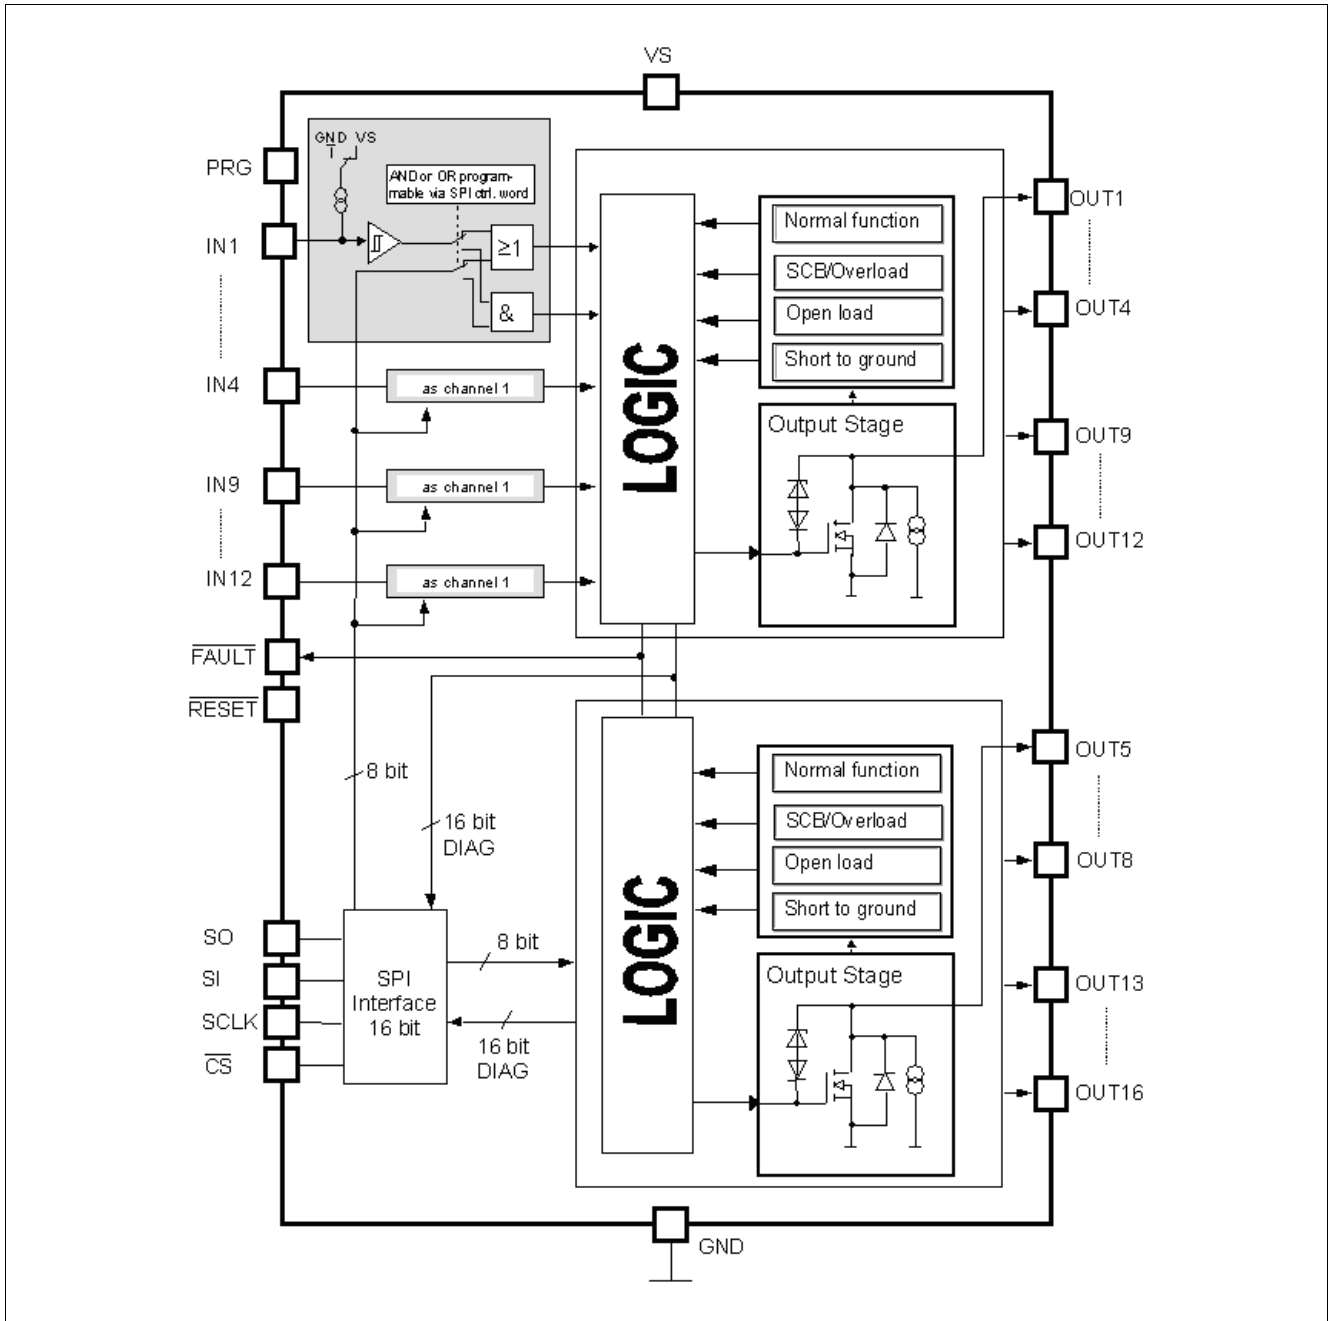 VS
PRG
GND VS
AND or OR program-
mable via SPI ctrl. word
IN1
≥1
&
IN4
as channel 1
IN9
as channel 1
IN12
as channel 1
FAULT
RESET
LOGIC
Normal function
SCB/Overload
Open load
Short to ground
Output Stage
OUT1
OUT4
OUT9
OUT12
8 bit
16 bit
DIAG
SO
SI
SCLK
CS
SPI
Interface
16 bit
8 bit
16 bit
DIAG
LOGIC
Normal function
SCB/Overload
Open load
Short to ground
Output Stage
OUT5
OUT8
OUT13
OUT16
GND